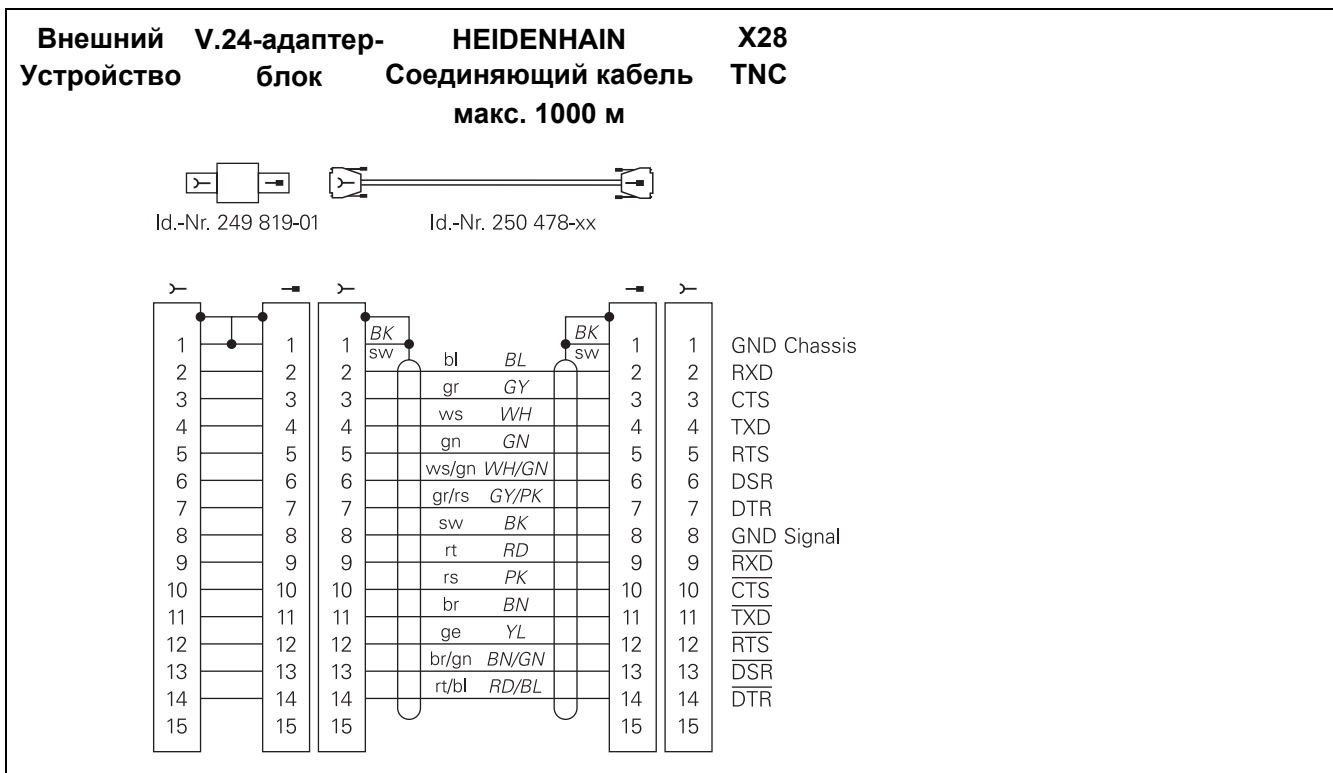 Внешний V.24-адаптер- HEIDENHAIN X28
Устройство блок Соединяющий кабель TNC
макс. 1000 м
Id.-Nr. 249 819-01 Id.-Nr. 250 478-xx
BK BK
1 1 1 sw sw 1 1 GND Chassis
bl BL
2 2 2 2 2 RXD
gr GY
3 3 3 3 3 CTS
ws WH
4 4 4 4 4 TXD
gn GN
5 5 5 5 5 RTS
ws/gn WH/GN
6 6 6 6 6 DSR
gr/rs GY/PK
7 7 7 7 7 DTR
sw BK
8 8 8 8 8 GND Signal
rt RD
9 9 9 9 9 RXD
rs PK
10 10 10 10 10 CTS
br BN
11 11 11 11 11 TXD
ge YL
12 12 12 12 12 RTS
br/gn BN/GN
13 13 13 13 13 DSR
rt/bl RD/BL
14 14 14 14 14 DTR
15 15 15 15 15